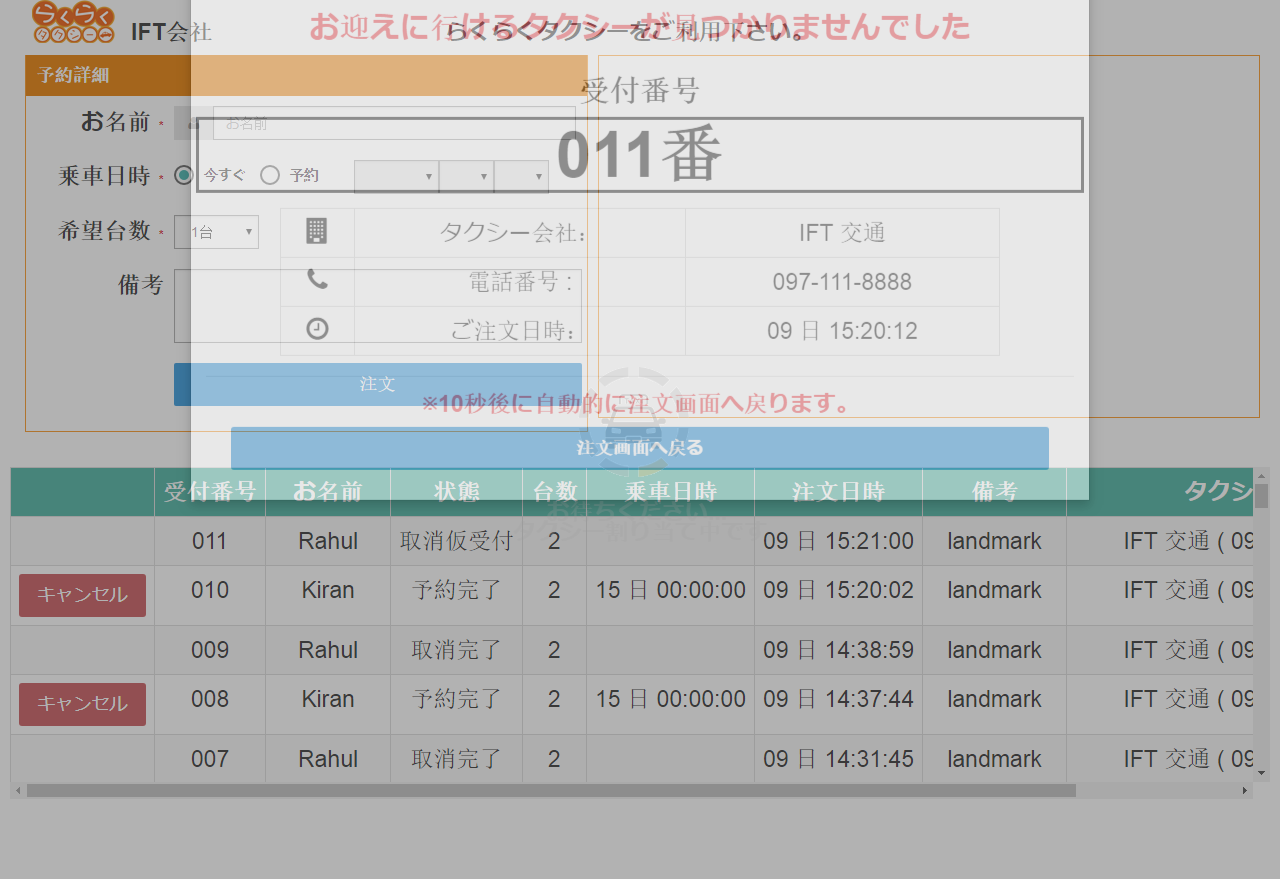 らくらく
タクシー
IFT会社
お迎えに行けるタクシーが見つかりませんでした
らくらくタクシーをご利用下さい。
予約詳細
受付番号
011番
お名前 *
お名前
乗車日時 *
今すぐ
予約
希望台数 *
1台
タクシー会社:
IFT 交通
備考
電話番号 :
097-111-8888
ご注文日時:
09 日 15:20:12
注文
※10秒後に自動的に注文画面へ戻ります。
注文画面へ戻る
受付番号 お名前 状態 台数 乗車日時 注文日時 備考 タクシ
お待ちください...
タクシー割り当て中です
011 Rahul 取消仮受付 2 09 日 15:21:00 landmark IFT 交通 ( 09
キャンセル 010 Kiran 予約完了 2 15 日 00:00:00 09 日 15:20:02 landmark IFT 交通 ( 09
009 Rahul 取消完了 2 09 日 14:38:59 landmark IFT 交通 ( 09
キャンセル 008 Kiran 予約完了 2 15 日 00:00:00 09 日 14:37:44 landmark IFT 交通 ( 09
007 Rahul 取消完了 2 09 日 14:31:45 landmark IFT 交通 ( 09